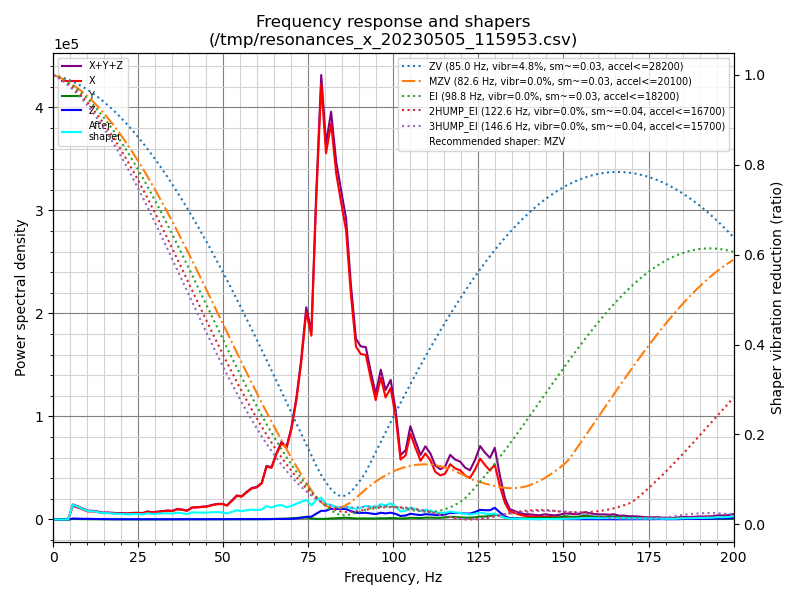 Frequency response and shapers
(/tmp/resonances_x_20230505_115953.csv)
1e5
X+Y+Z
X
Y
Z
After
shaper
ZV (85.0 Hz, vibr=4.8%, sm~=0.03, accel<=28200)
MZV (82.6 Hz, vibr=0.0%, sm~=0.03, accel<=20100)
EI (98.8 Hz, vibr=0.0%, sm~=0.03, accel<=18200)
2HUMP_EI (122.6 Hz, vibr=0.0%, sm~=0.04, accel<=16700)
3HUMP_EI (146.6 Hz, vibr=0.0%, sm~=0.04, accel<=15700)
Recommended shaper: MZV
Power spectral density
4
3
2
1
0
1.0
0.8
0.6
0.4
0.2
0.0
Shaper vibration reduction (ratio)
0 25 50 75 100 125 150 175 200
Frequency, Hz